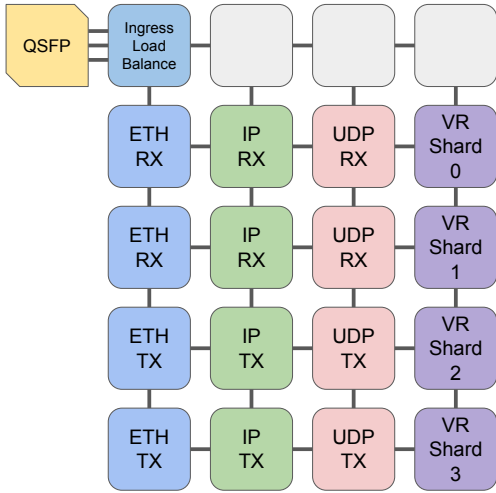 QSFP
Ingress
Load
Balance
ETH
RX
IP
RX
UDP
RX
VR
Shard
0
ETH
RX
IP
RX
UDP
RX
VR
Shard
1
ETH
TX
IP
TX
UDP
TX
VR
Shard
2
ETH
TX
IP
TX
UDP
TX
VR
Shard
3